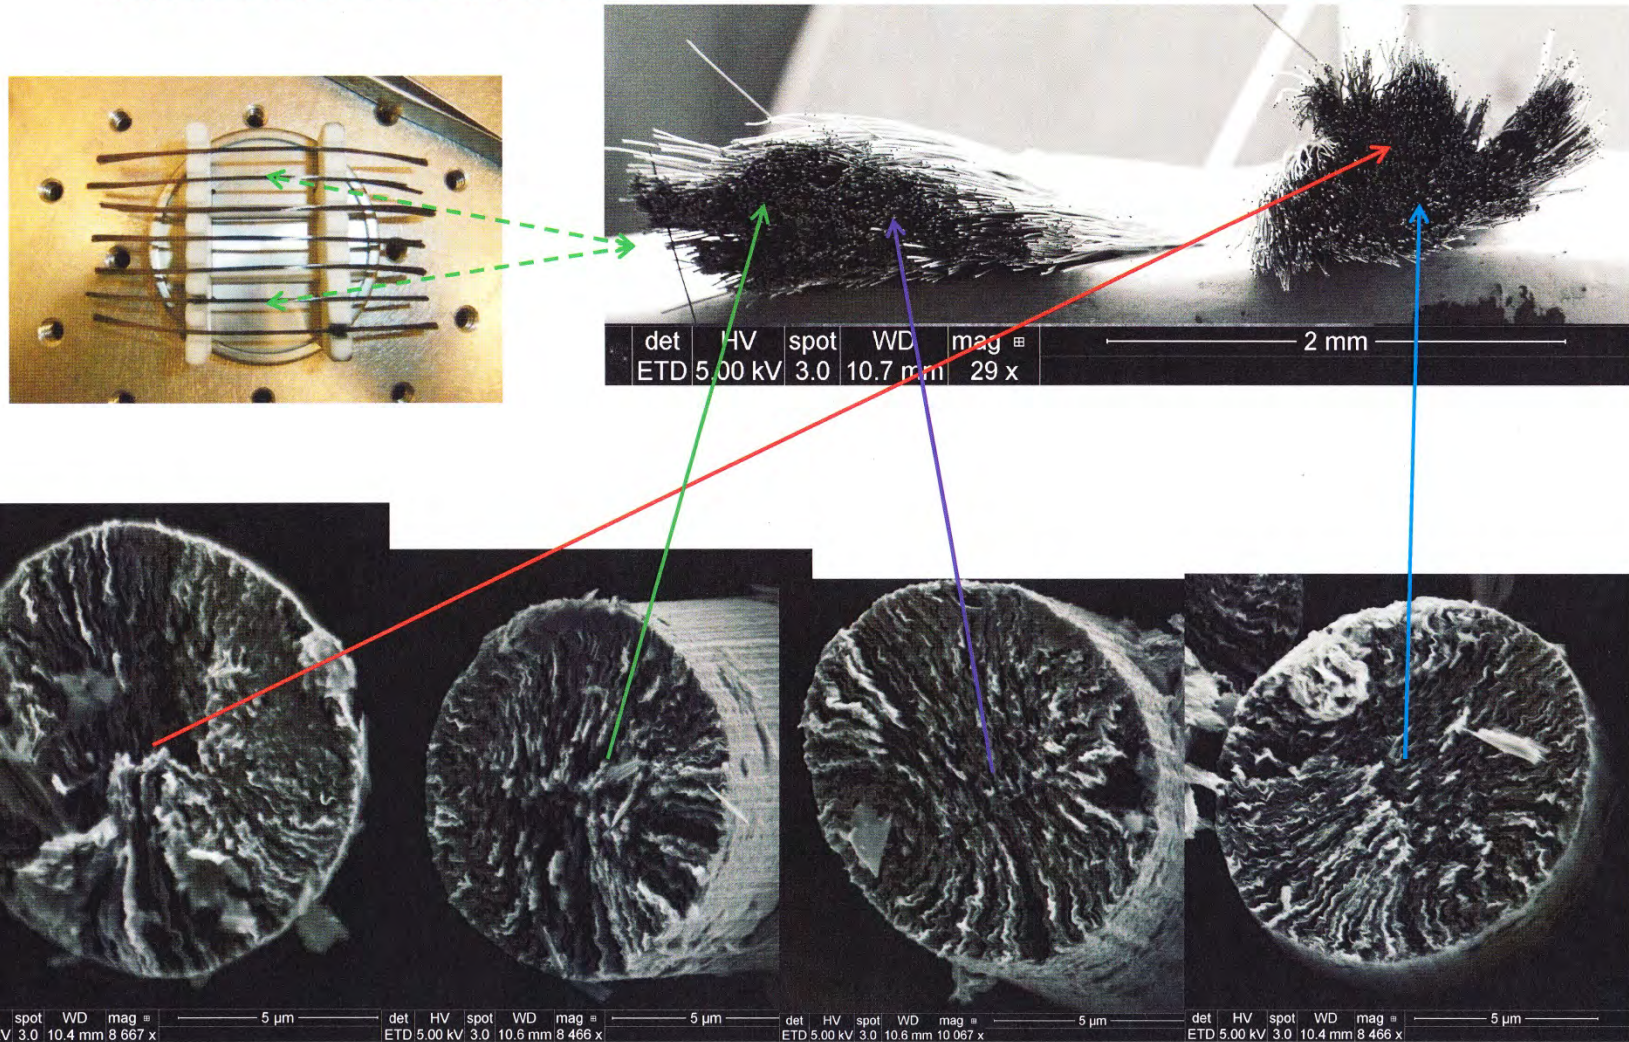 det HV spot WD mag ⊞
ETD 5.00 kV 3.0 10.7 mm 29 x
2 mm
spot WD mag ⊞
V 3.0 10.4 mm 8 667 x
5 µm
det HV spot WD mag ⊞
ETD 5.00 kV 3.0 10.6 mm 8 466 x
5 µm
det HV spot WD mag ⊞
ETD 5.00 kV 3.0 10.6 mm 10 067 x
5 µm
det HV spot WD mag ⊞
ETD 5.00 kV 3.0 10.4 mm 8 466 x
5 µm